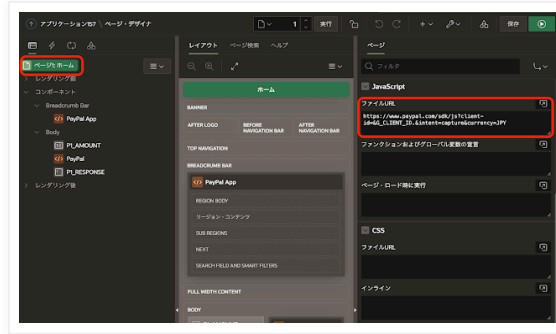 アプリケーション157 \ ページ・デザイナ
1
実行
保存
レイアウト
ページ検索
ヘルプ
ページ
ページ1: ホーム
レンダリング前
コンポーネント
Breadcrumb Bar
PayPal App
Body
P1_AMOUNT
PayPal
P1_RESPONSE
レンダリング後
ホーム
BANNER
AFTER LOGO
BEFORE NAVIGATION BAR
AFTER NAVIGATION BAR
TOP NAVIGATION
BREADCRUMB BAR
PayPal App
REGION BODY
リージョン・コンテンツ
SUB REGIONS
NEXT
SEARCH FIELD AND SMART FILTERS
FULL WIDTH CONTENT
BODY
フィルタ
JavaScript
ファイルURL
https://www.paypal.com/sdk/js?client-
id=&G_CLIENT_ID.&intent=capture&currency=JPY
ファンクションおよびグローバル変数の宣言
ページ・ロード時に実行
CSS
ファイルURL
インライン